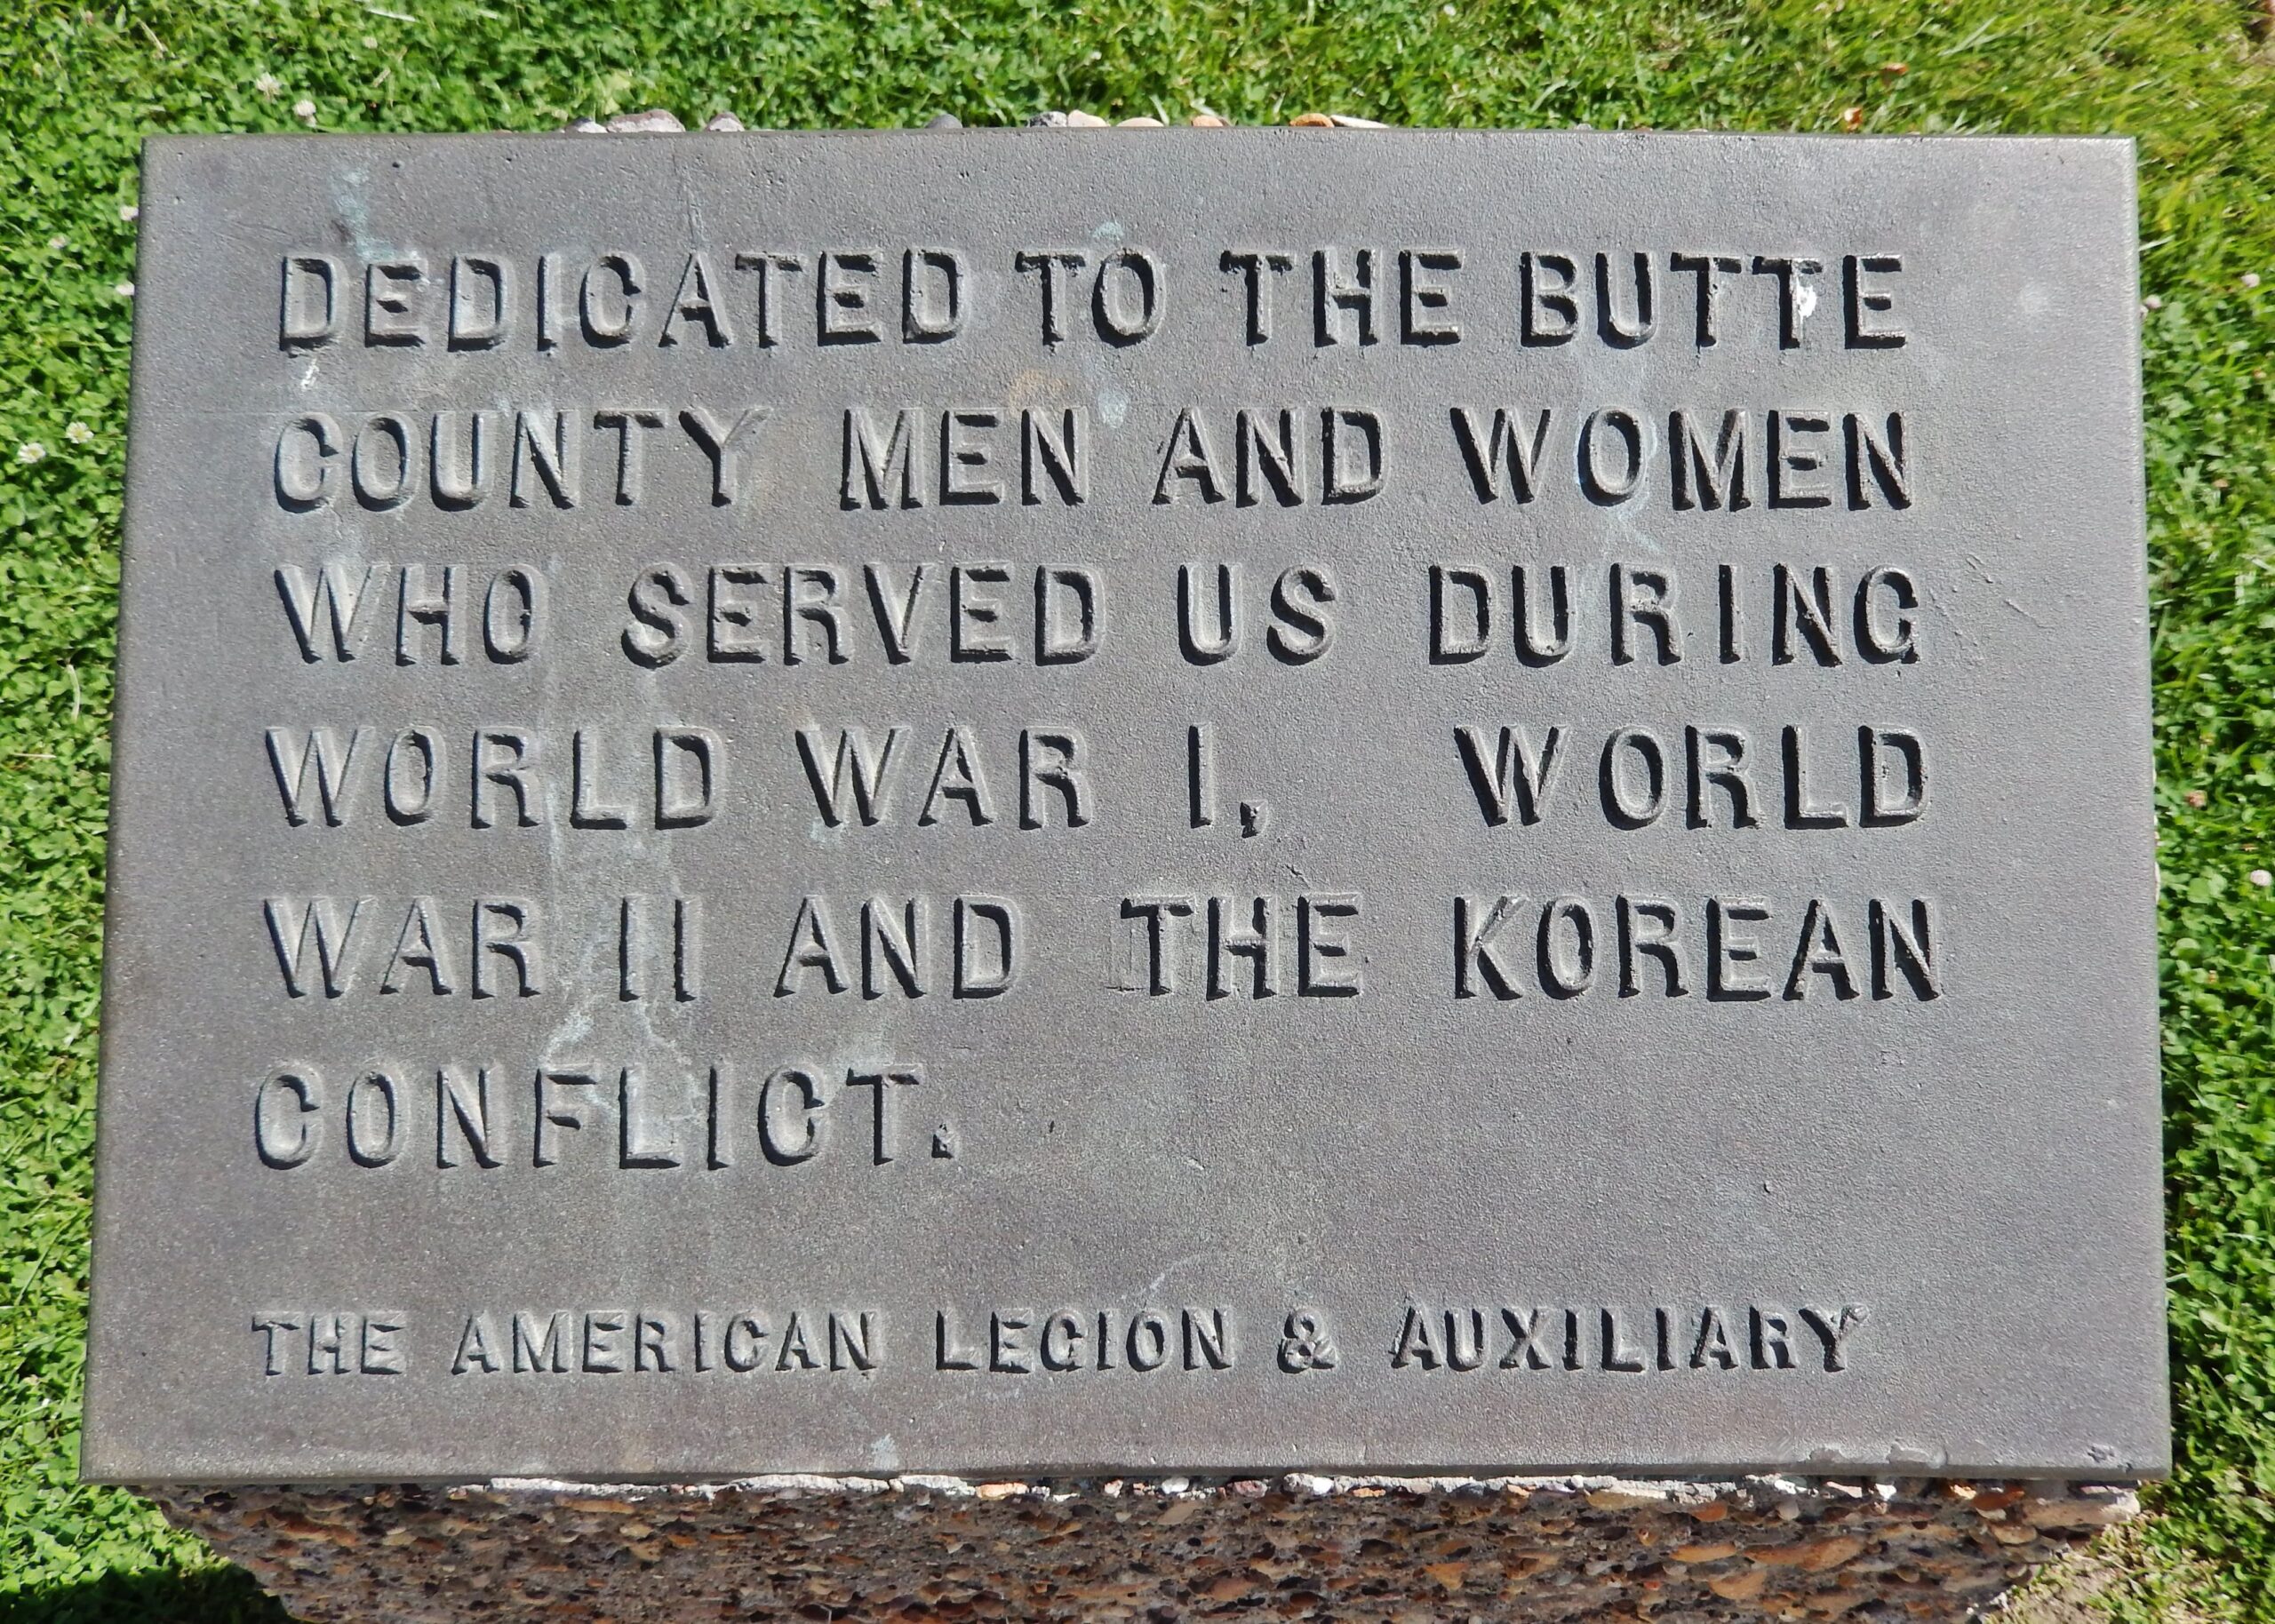 DEDICATED TO THE BUTTE
COUNTY MEN AND WOMEN
WHO SERVED US DURING
WORLD WAR I, WORLD
WAR II AND THE KOREAN
CONFLICT.
THE AMERICAN LEGION & AUXILIARY